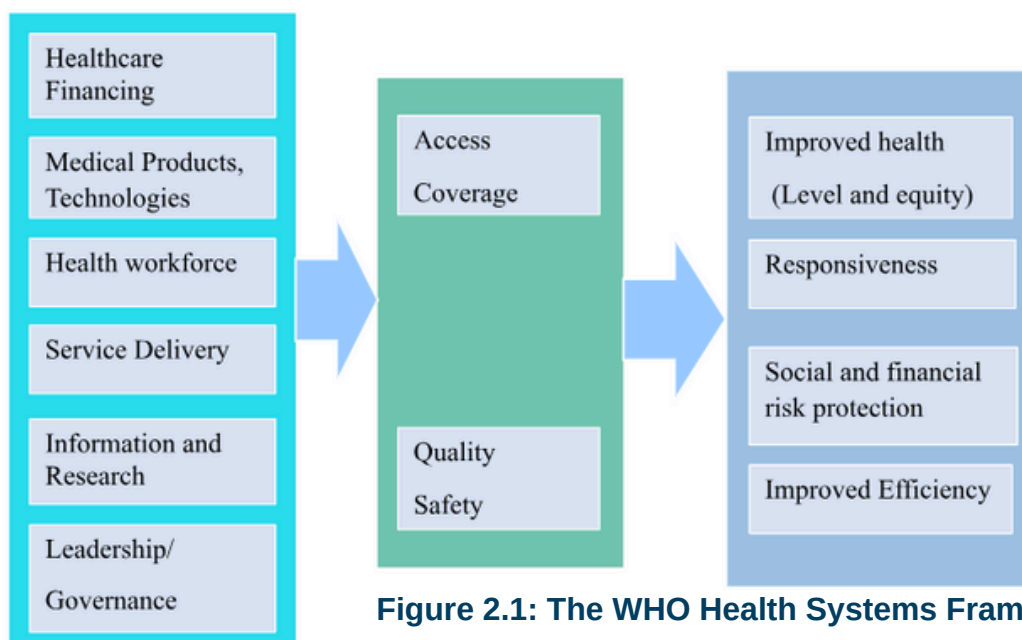 Healthcare
Financing
Medical Products,
Technologies
Health workforce
Service Delivery
Information and
Research
Leadership/
Governance
Access
Coverage
Quality
Safety
Improved health
(Level and equity)
Responsiveness
Social and financial
risk protection
Improved Efficiency
Figure 2.1: The WHO Health Systems Fram